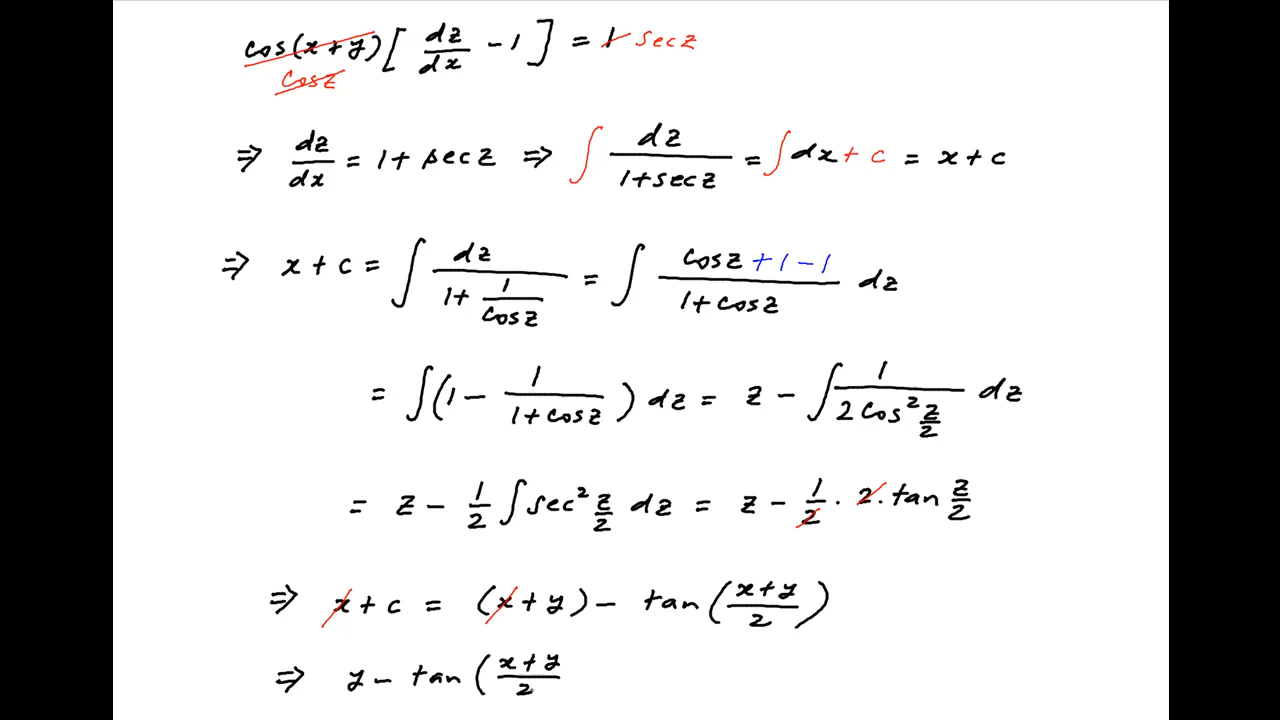 cos(x+y)[dz/dx − 1] = 1 sec z
cos z
⇒ dz/dx = 1 + sec z ⇒ ∫ dz/(1+sec z) = ∫ dx + c = x + c
⇒ x + c = ∫ dz/(1 + 1/cos z) = ∫ (cos z + 1 − 1)/(1 + cos z) dz
= ∫(1 − 1/(1+cos z)) dz = z − ∫ 1/(2 cos² z/2) dz
= z − 1/2 ∫ sec² z/2 dz = z − 1/2 · 2 · tan z/2
⇒ x + c = (x + y) − tan((x+y)/2)
⇒ y − tan((x+y)/2